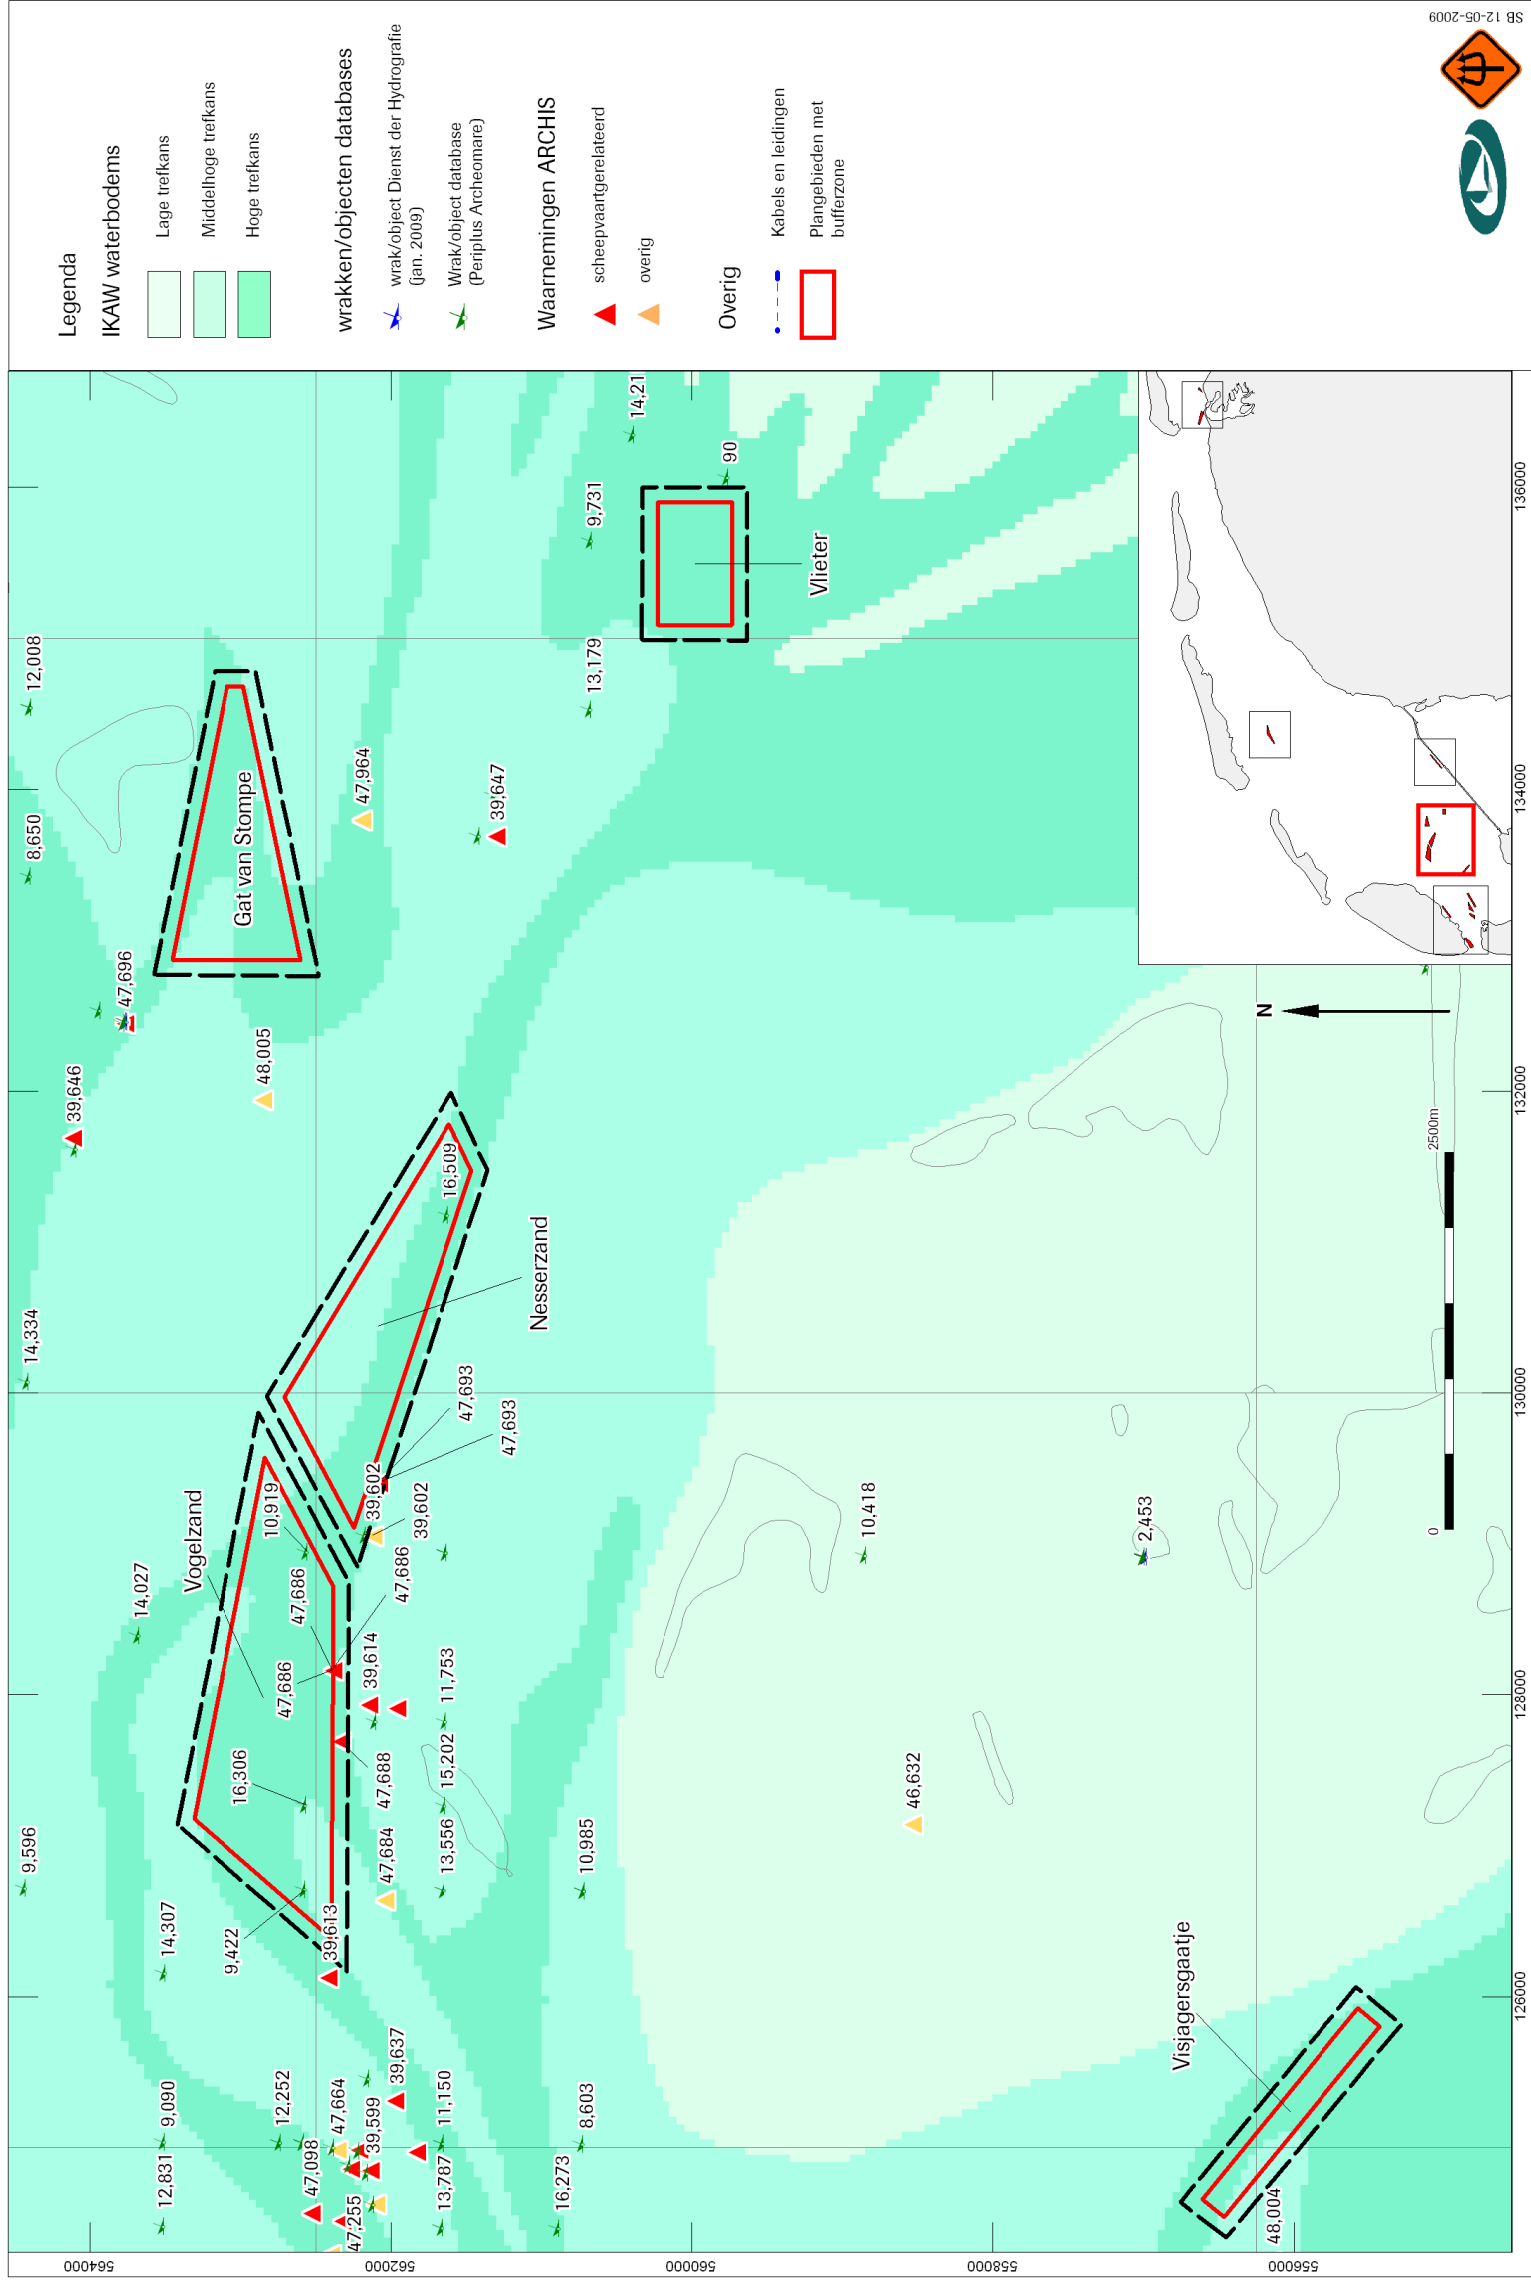 Legenda
IKAW waterbodems
Lage trefkans
Middelhoge trefkans
Hoge trefkans
wrakken/objecten databases
wrak/object Dienst der Hydrografie
(jan. 2009)
Wrak/object database
(Periplus Archeomare)
Waarnemingen ARCHIS
scheepvaartgerelateerd
overig
Overig
Kabels en leidingen
Plangebieden met
bufferzone
SB 12-05-2009
12,008
8,650
47,696
39,646
14,334
9,596
14,027
14,307
9,090
12,831
Gat van Stompe
48,005
47,964
39,647
14,21
9,731
13,179
90
Vlieter
Vogelzand
10,919
47,686
47,686
47,686
16,306
9,422
39,613
16,509
Nesserzand
47,693
47,693
39,602
39,602
39,614
47,688
47,684
11,753
15,202
13,556
10,985
12,252
47,664
47,098
47,255
39,599
39,637
11,150
13,787
8,603
16,273
10,418
46,632
2,453
Visjagersgaatje
48,004
N
0
2500m
564000
562000
560000
558000
556000
126000
128000
130000
132000
134000
136000